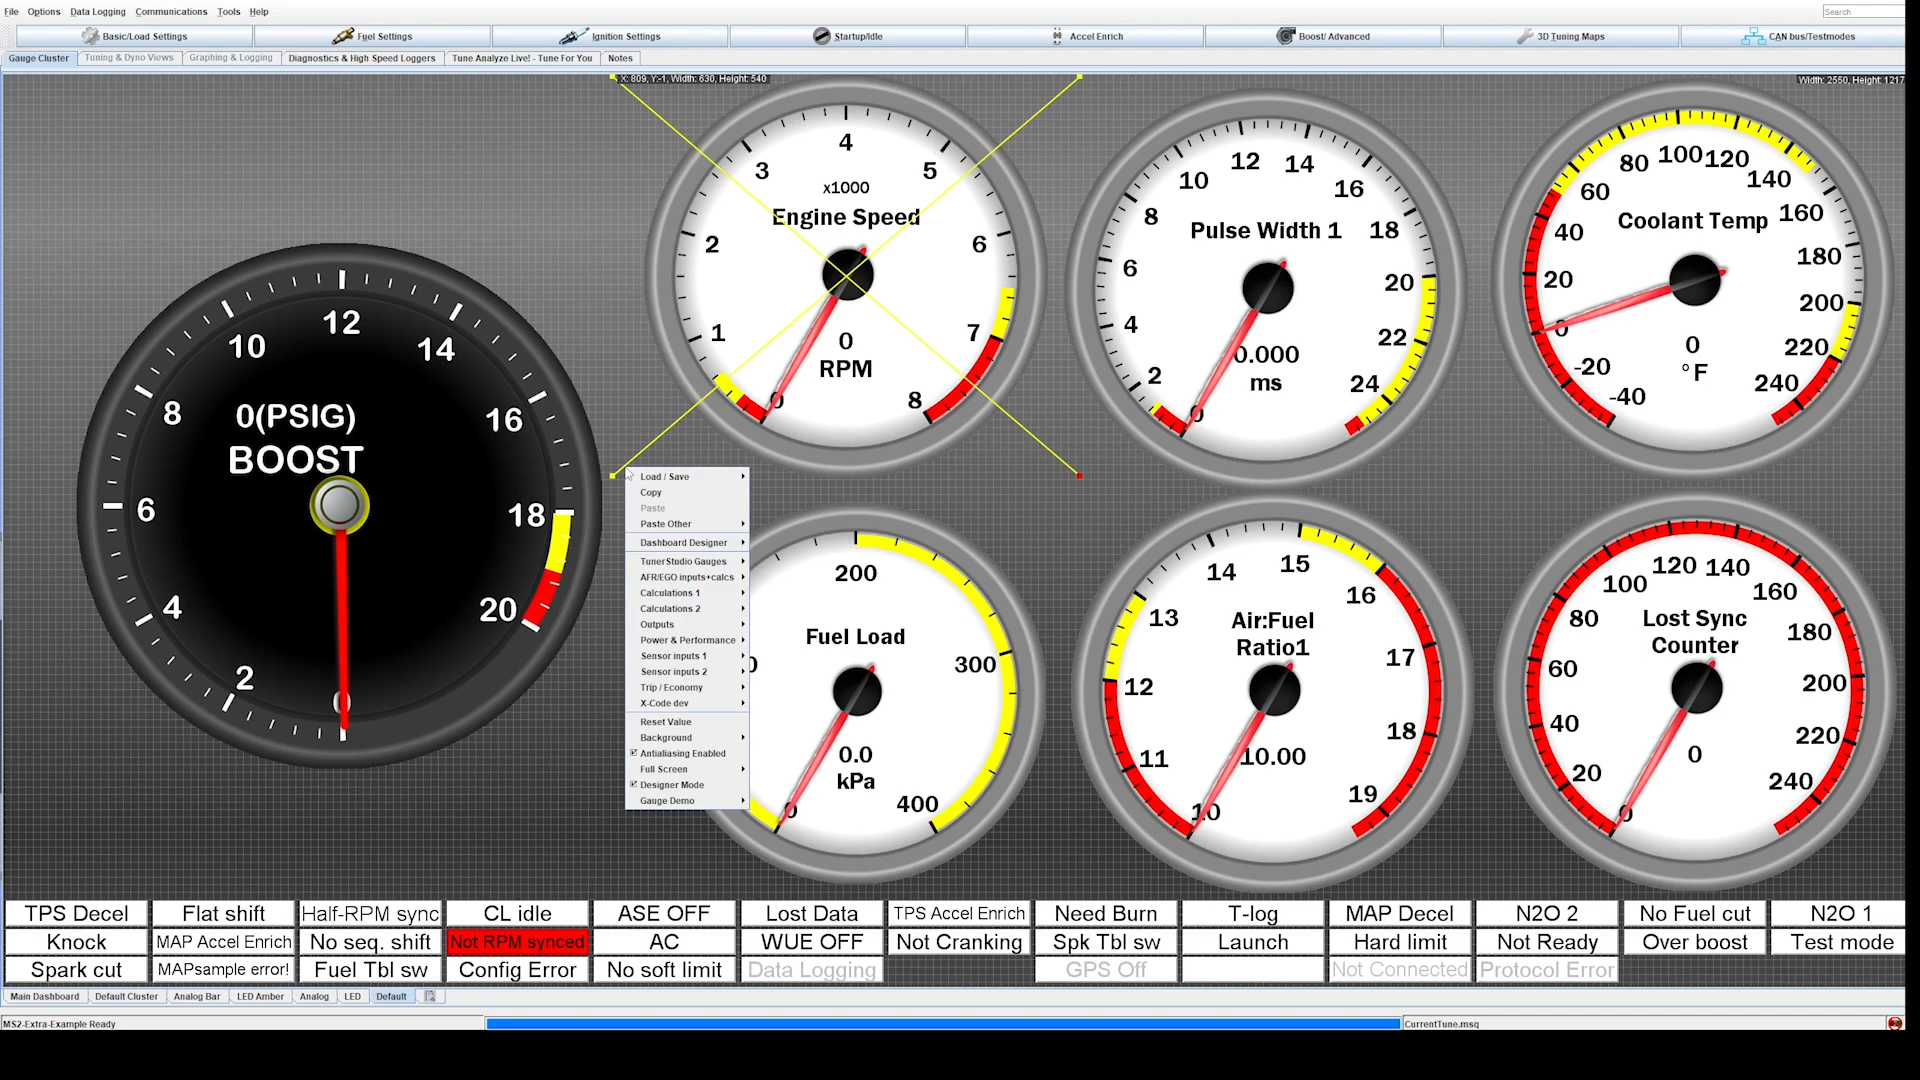 File Options Data Logging Communications Tools Help
Search
Basic/Load Settings Fuel Settings Ignition Settings Startup/Idle Accel Enrich Boost/ Advanced 3D Tuning Maps CAN bus/Testmodes
Gauge Cluster Tuning & Dyno Views Graphing & Logging Diagnostics & High Speed Loggers Tune Analyze Live! - Tune For You Notes
X: 809, Y:-1, Width: 630, Height: 540
Width: 2550, Height: 1217
0 2 4 6 8 10 12 14 16 18 20
0(PSIG)
BOOST
0 1 2 3 4 5 6 7 8
x1000
Engine Speed
0
RPM
0 2 4 6 8 10 12 14 16 18 20 22 24
Pulse Width 1
0.000
ms
-40 -20 0 20 40 60 80 100 120 140 160 180 200 220 240
Coolant Temp
0
°F
Load / Save
Copy
Paste
Paste Other
Dashboard Designer
TunerStudio Gauges
AFR/EGO inputs+calcs
Calculations 1
Calculations 2
Outputs
Power & Performance
Sensor inputs 1
Sensor inputs 2
Trip / Economy
X-Code dev
Reset Value
Background
Antialiasing Enabled
Full Screen
Designer Mode
Gauge Demo
0 200 300 400
Fuel Load
0.0
kPa
10 11 12 13 14 15 16 17 18 19
Air:Fuel
Ratio1
10.00
0 20 40 60 80 100 120 140 160 180 200 220 240
Lost Sync
Counter
0
TPS Decel Flat shift Half-RPM sync CL idle ASE OFF Lost Data TPS Accel Enrich Need Burn T-log MAP Decel N2O 2 No Fuel cut N2O 1
Knock MAP Accel Enrich No seq. shift Not RPM synced AC WUE OFF Not Cranking Spk Tbl sw Launch Hard limit Not Ready Over boost Test mode
Spark cut MAPsample error! Fuel Tbl sw Config Error No soft limit Data Logging GPS Off Not Connected Protocol Error
Main Dashboard Default Cluster Analog Bar LED Amber Analog LED Default
MS2-Extra-Example Ready
CurrentTune.msq